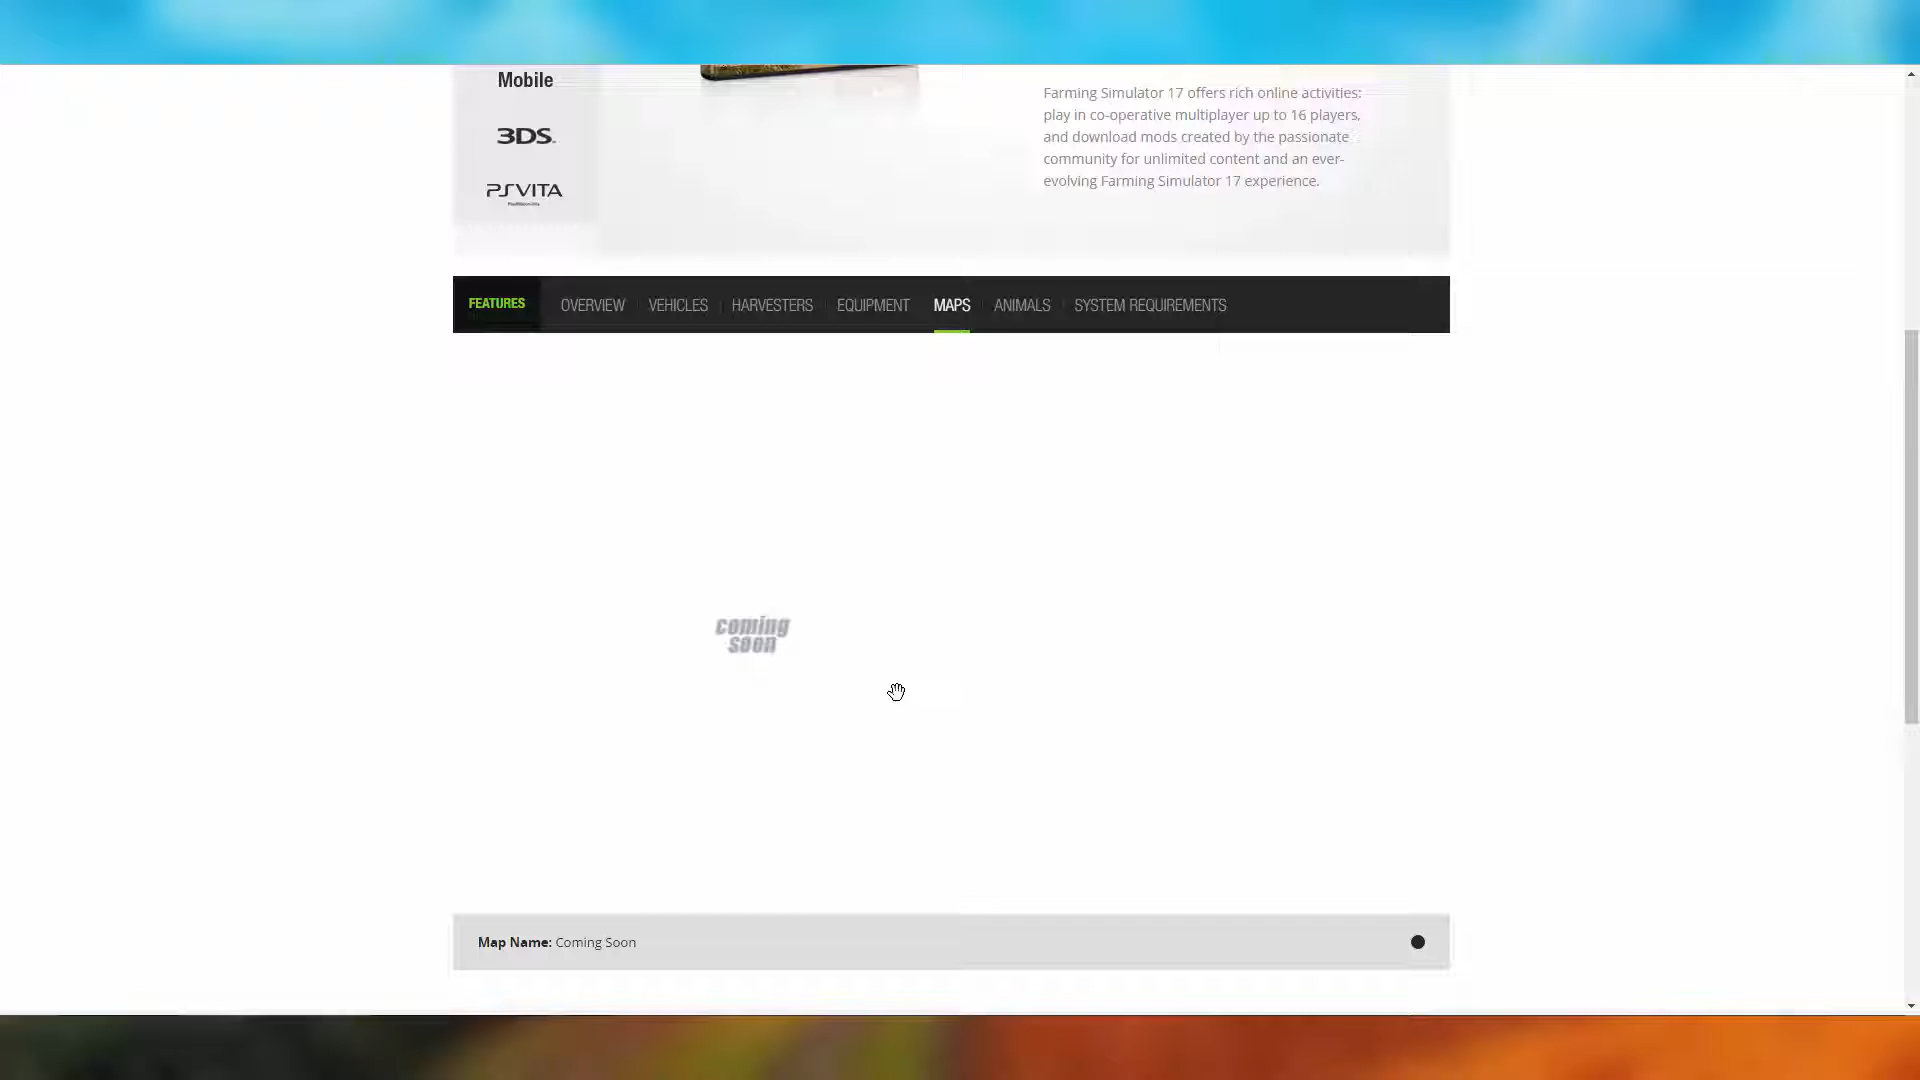 Mobile
3DS
PSVITA
Farming Simulator 17 offers rich online activities:
play in co-operative multiplayer up to 16 players,
and download mods created by the passionate
community for unlimited content and an ever-
evolving Farming Simulator 17 experience.
FEATURES OVERVIEW VEHICLES HARVESTERS EQUIPMENT MAPS ANIMALS SYSTEM REQUIREMENTS
coming
soon
Map Name: Coming Soon